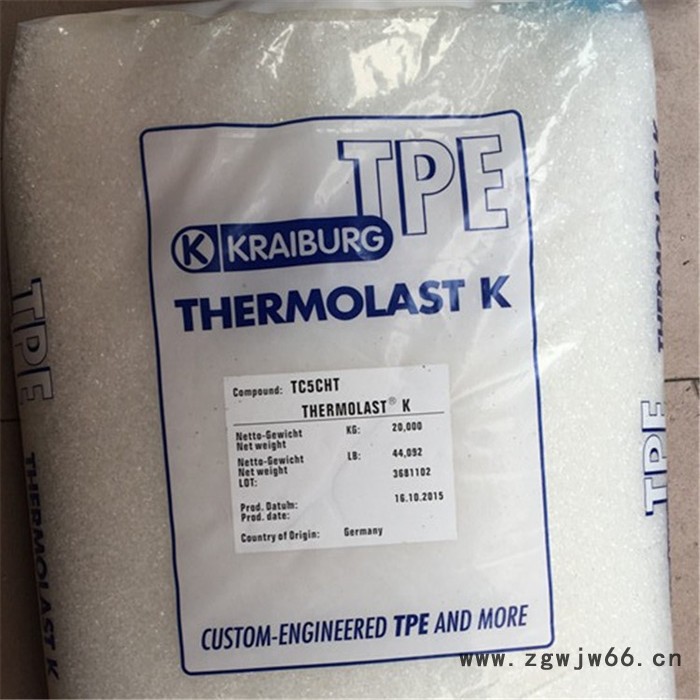 TPE
K KRAIBURG
THERMOLAST K
Compound: TC5CHT
THERMOLAST® K
Netto-Gewicht KG: 20,000
Net weight
Netto-Gewicht LB: 44,092
Net weight
LOT: 3681102
Prod. Datum: 16.10.2015
Prod. date:
Country of Origin: Germany
CUSTOM-ENGINEERED TPE AND MORE
TPE
THERMOLAST K
THERMOLAST K
TPE
www.zgwjw66.cn